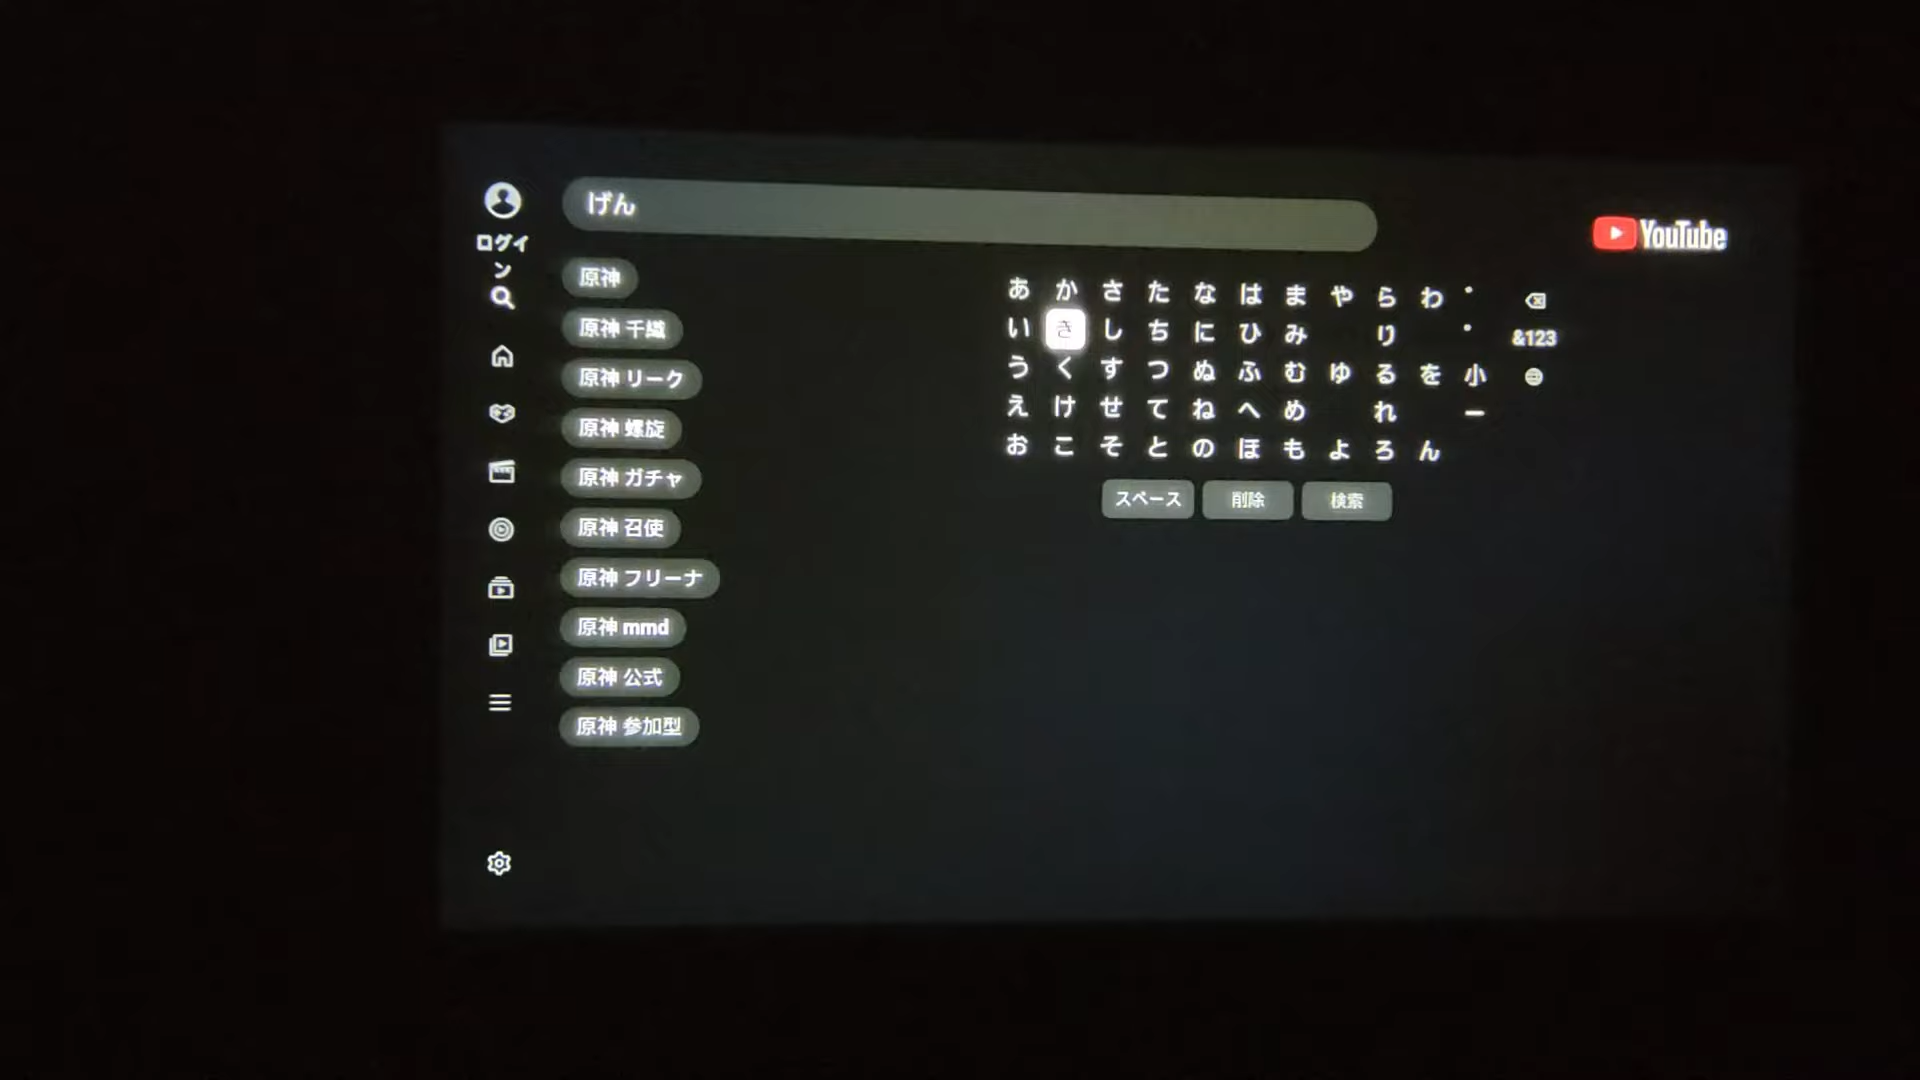 げん
YouTube
ログイ
ン
原神
原神 千織
原神 リーク
原神 螺旋
原神 ガチャ
原神 召使
原神 フリーナ
原神 mmd
原神 公式
原神 参加型
あ か さ た な は ま や ら わ ゛
い き し ち に ひ み り ゜ &123
う く す つ ぬ ふ む ゆ る を 小
え け せ て ね へ め れ ー
お こ そ と の ほ も よ ろ ん
スペース 削除 検索